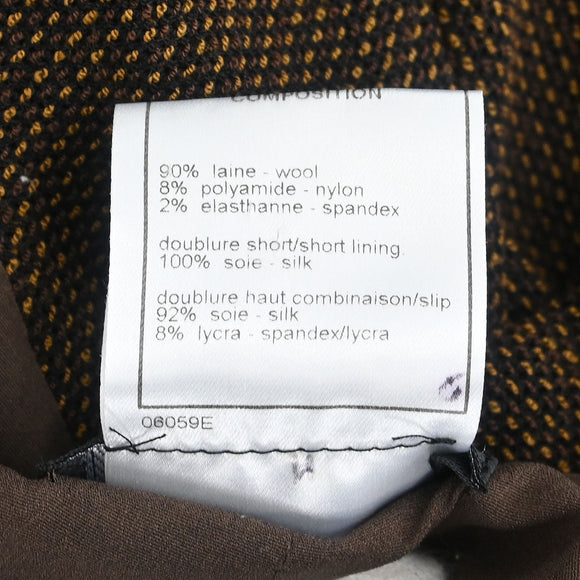 COMPOSITION
90% laine - wool
8% polyamide - nylon
2% elasthanne - spandex
doublure short/short lining
100% soie - silk
doublure haut combinaison/slip
92% soie - silk
8% lycra - spandex/lycra
06059E